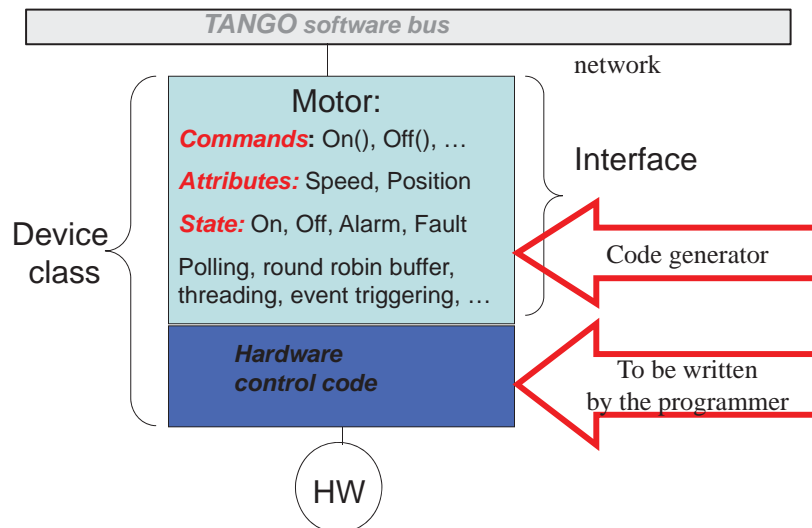 TANGO software bus
network
Motor:
Commands: On(), Off(), …
Attributes: Speed, Position
State: On, Off, Alarm, Fault
Polling, round robin buffer,
threading, event triggering, …
Interface
Device
class
Code generator
Hardware
control code
To be written
by the programmer
HW